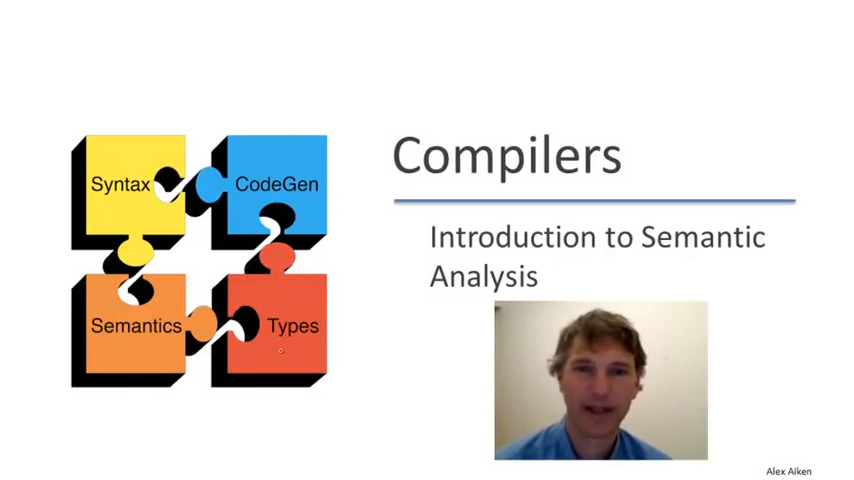 Compilers
Syntax
CodeGen
Introduction to Semantic
Analysis
Semantics
Types
Alex Aiken